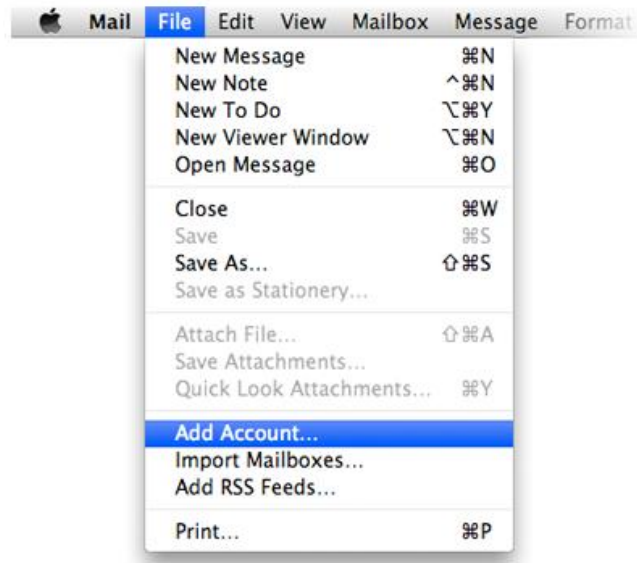 Mail File Edit View Mailbox Message Format
New Message ⌘N
New Note ^⌘N
New To Do ⌥⌘Y
New Viewer Window ⌥⌘N
Open Message ⌘O
Close ⌘W
Save ⌘S
Save As... ⇧⌘S
Save as Stationery...
Attach File... ⇧⌘A
Save Attachments...
Quick Look Attachments... ⌘Y
Add Account...
Import Mailboxes...
Add RSS Feeds...
Print... ⌘P